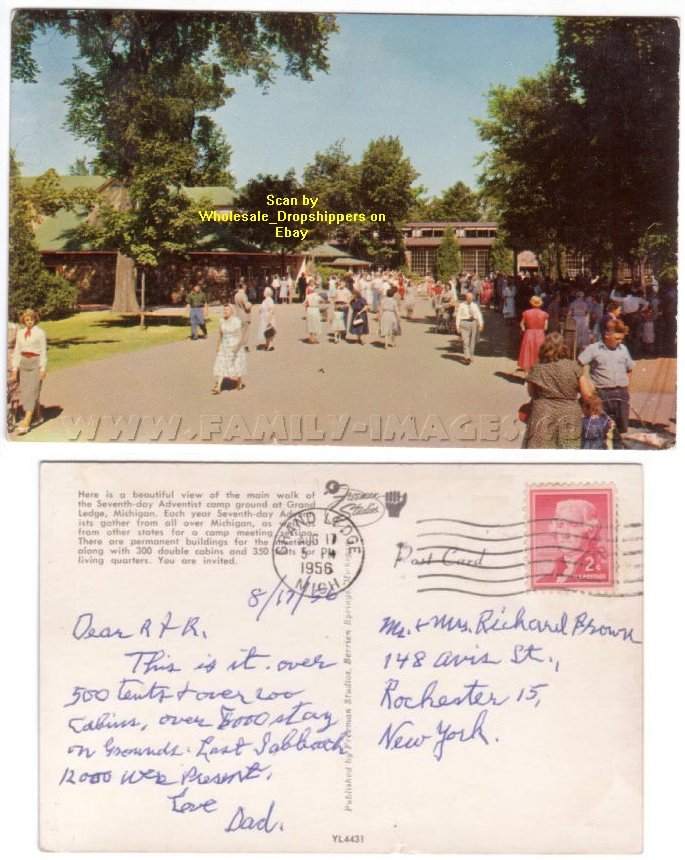 Scan by
Wholesale_Dropshippers on
Ebay
WWW.FAMILY-IMAGES.CO
Here is a beautiful view of the main walk of
the Seventh-day Adventist camp ground at Grand
Ledge, Michigan. Each year Seventh-day Advent
ists gather from all over Michigan, as well as
from other states for a camp meeting session.
There are permanent buildings for the
along with 300 double cabins and 350 tents for
living quarters. You are invited.
Freeman
Studios
GRAND LEDGE
AUG 17
5 PM
1956
MICH.
Post Card
2¢
U.S. POSTAGE
8/17/56
Dear R & R.
This is it. over
500 tents & over 200
Cabins, over 8000 stay
on Grounds. Last Sabbath
12000 were Present.
Love
Dad.
Published by Freeman Studios, Berrien Springs, Mich
Mr. & Mrs. Richard Brown
148 Avis St.,
Rochester 15,
New York.
YL4431